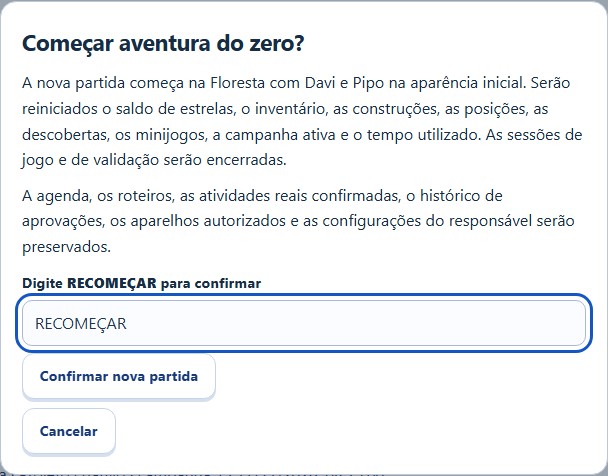 Começar aventura do zero?
A nova partida começa na Floresta com Davi e Pipo na aparência inicial. Serão
reiniciados o saldo de estrelas, o inventário, as construções, as posições, as
descobertas, os minijogos, a campanha ativa e o tempo utilizado. As sessões de
jogo e de validação serão encerradas.
A agenda, os roteiros, as atividades reais confirmadas, o histórico de
aprovações, os aparelhos autorizados e as configurações do responsável serão
preservados.
Digite RECOMEÇAR para confirmar
RECOMEÇAR
Confirmar nova partida
Cancelar